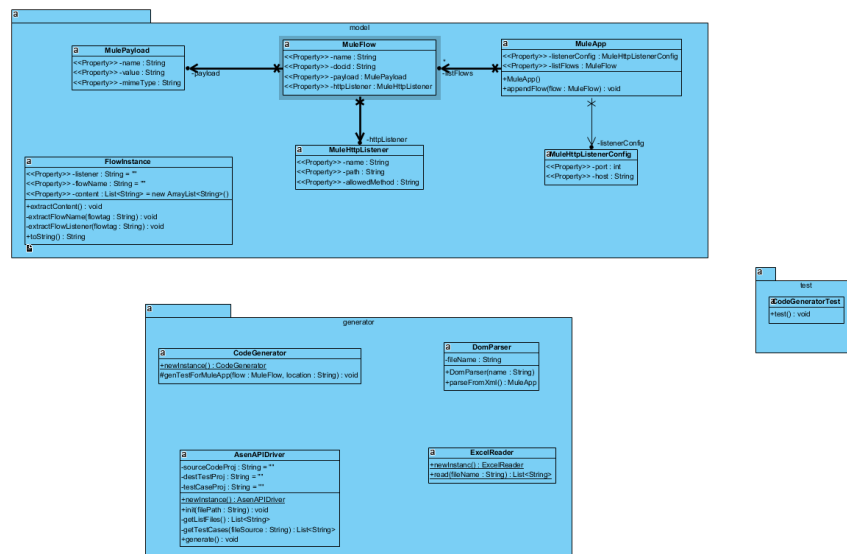 a
model
a
MulePayload
<<Property>> -name : String
<<Property>> -value : String
<<Property>> -mimeType : String
-payload
a
MuleFlow
<<Property>> -name : String
<<Property>> -docid : String
<<Property>> -payload : MulePayload
<<Property>> -httpListener : MuleHttpListener
*
-listFlows
a
MuleApp
<<Property>> -listenerConfig : MuleHttpListenerConfig
<<Property>> -listFlows : MuleFlow
+MuleApp()
+appendFlow(flow : MuleFlow) : void
-httpListener
a
MuleHttpListener
<<Property>> -name : String
<<Property>> -path : String
<<Property>> -allowedMethod : String
-listenerConfig
a
MuleHttpListenerConfig
<<Property>> -port : int
<<Property>> -host : String
a
FlowInstance
<<Property>> -listener : String = ""
<<Property>> -flowName : String = ""
<<Property>> -content : List<String> = new ArrayList<String>()
+extractContent() : void
-extractFlowName(flowtag : String) : void
-extractFlowListener(flowtag : String) : void
+toString() : String
a
test
a
CodeGeneratorTest
+test() : void
a
generator
a
CodeGenerator
+newInstance() : CodeGenerator
#genTestForMuleApp(flow : MuleFlow, location : String) : void
a
DomParser
-fileName : String
+DomParser(name : String)
+parseFromXml() : MuleApp
a
AsenAPIDriver
-sourceCodeProj : String = ""
-destTestProj : String = ""
-testCaseProj : String = ""
+newInstance() : AsenAPIDriver
+init(filePath : String) : void
-getListFiles() : List<String>
-getTestCases(fileSource : String) : List<String>
+generate() : void
a
ExcelReader
+newInstanc() : ExcelReader
+read(fileName : String) : List<String>